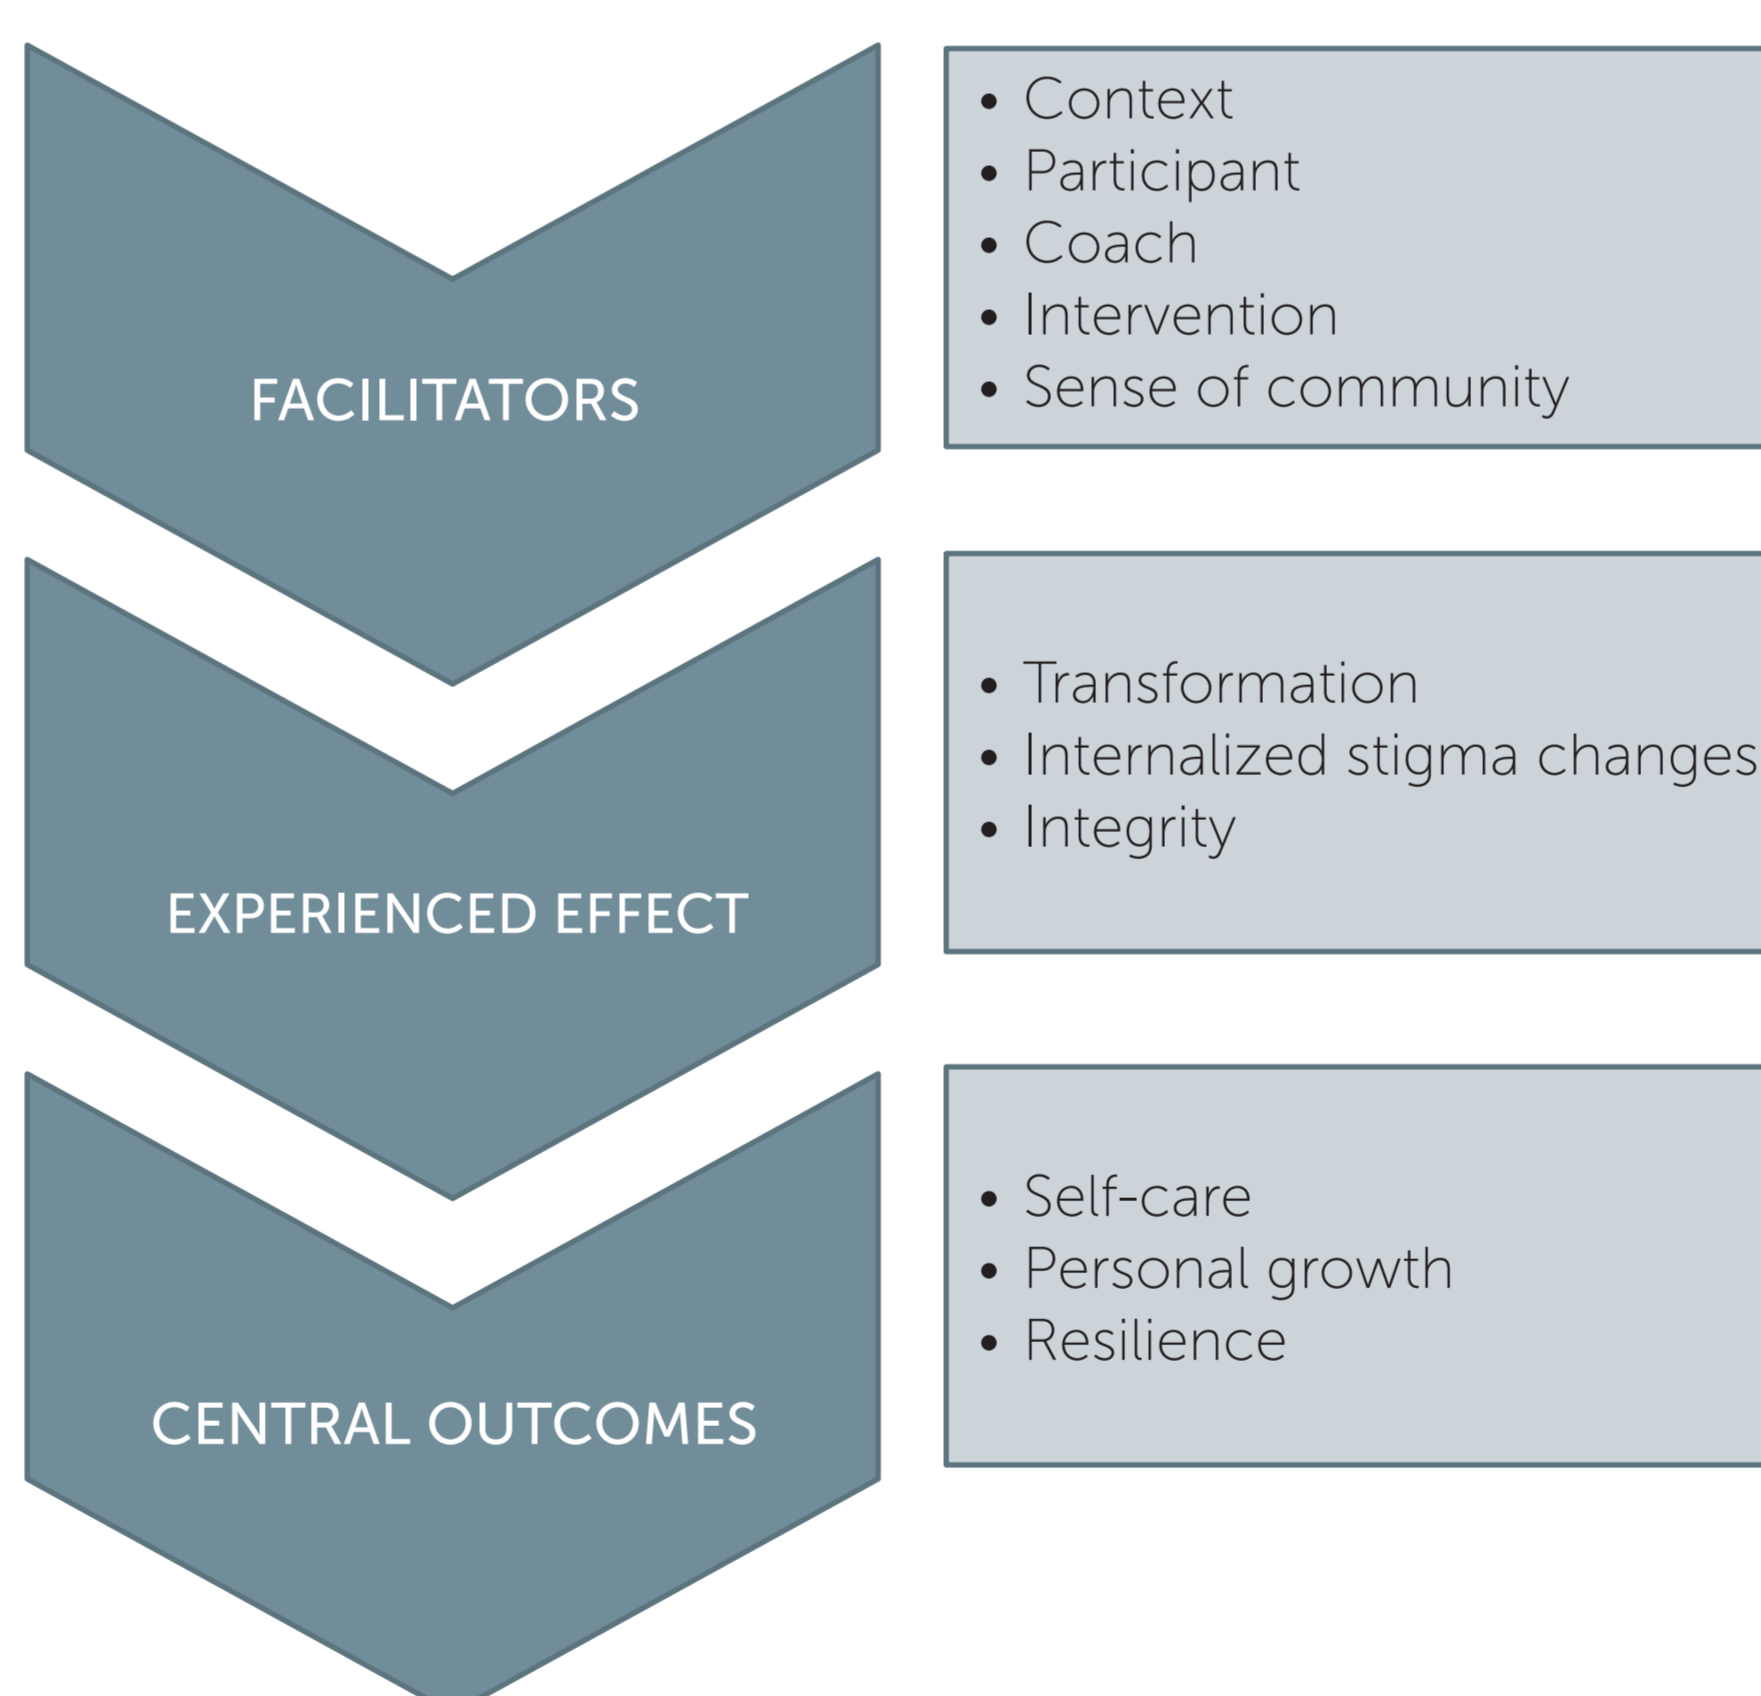 FACILITATORS
• Context
• Participant
• Coach
• Intervention
• Sense of community
EXPERIENCED EFFECT
• Transformation
• Internalized stigma changes
• Integrity
CENTRAL OUTCOMES
• Self-care
• Personal growth
• Resilience